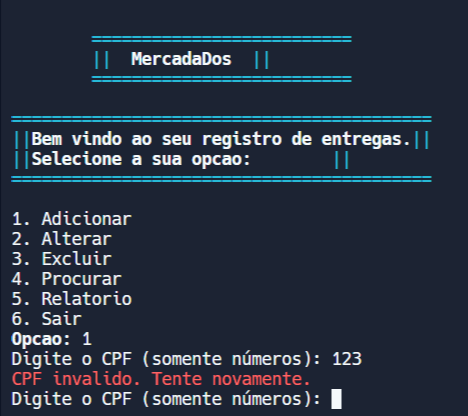 ==========================
||  MercadaDos  ||
==========================
==========================================
||Bem vindo ao seu registro de entregas.||
||Selecione a sua opcao:        ||
==========================================
1. Adicionar
2. Alterar
3. Excluir
4. Procurar
5. Relatorio
6. Sair
Opcao: 1
Digite o CPF (somente números): 123
CPF invalido. Tente novamente.
Digite o CPF (somente números):